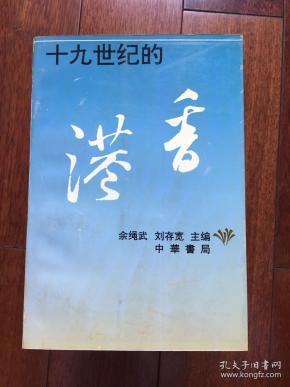 十九世纪的
香
港
余绳武 刘存宽 主编
中華書局
孔夫子旧书网